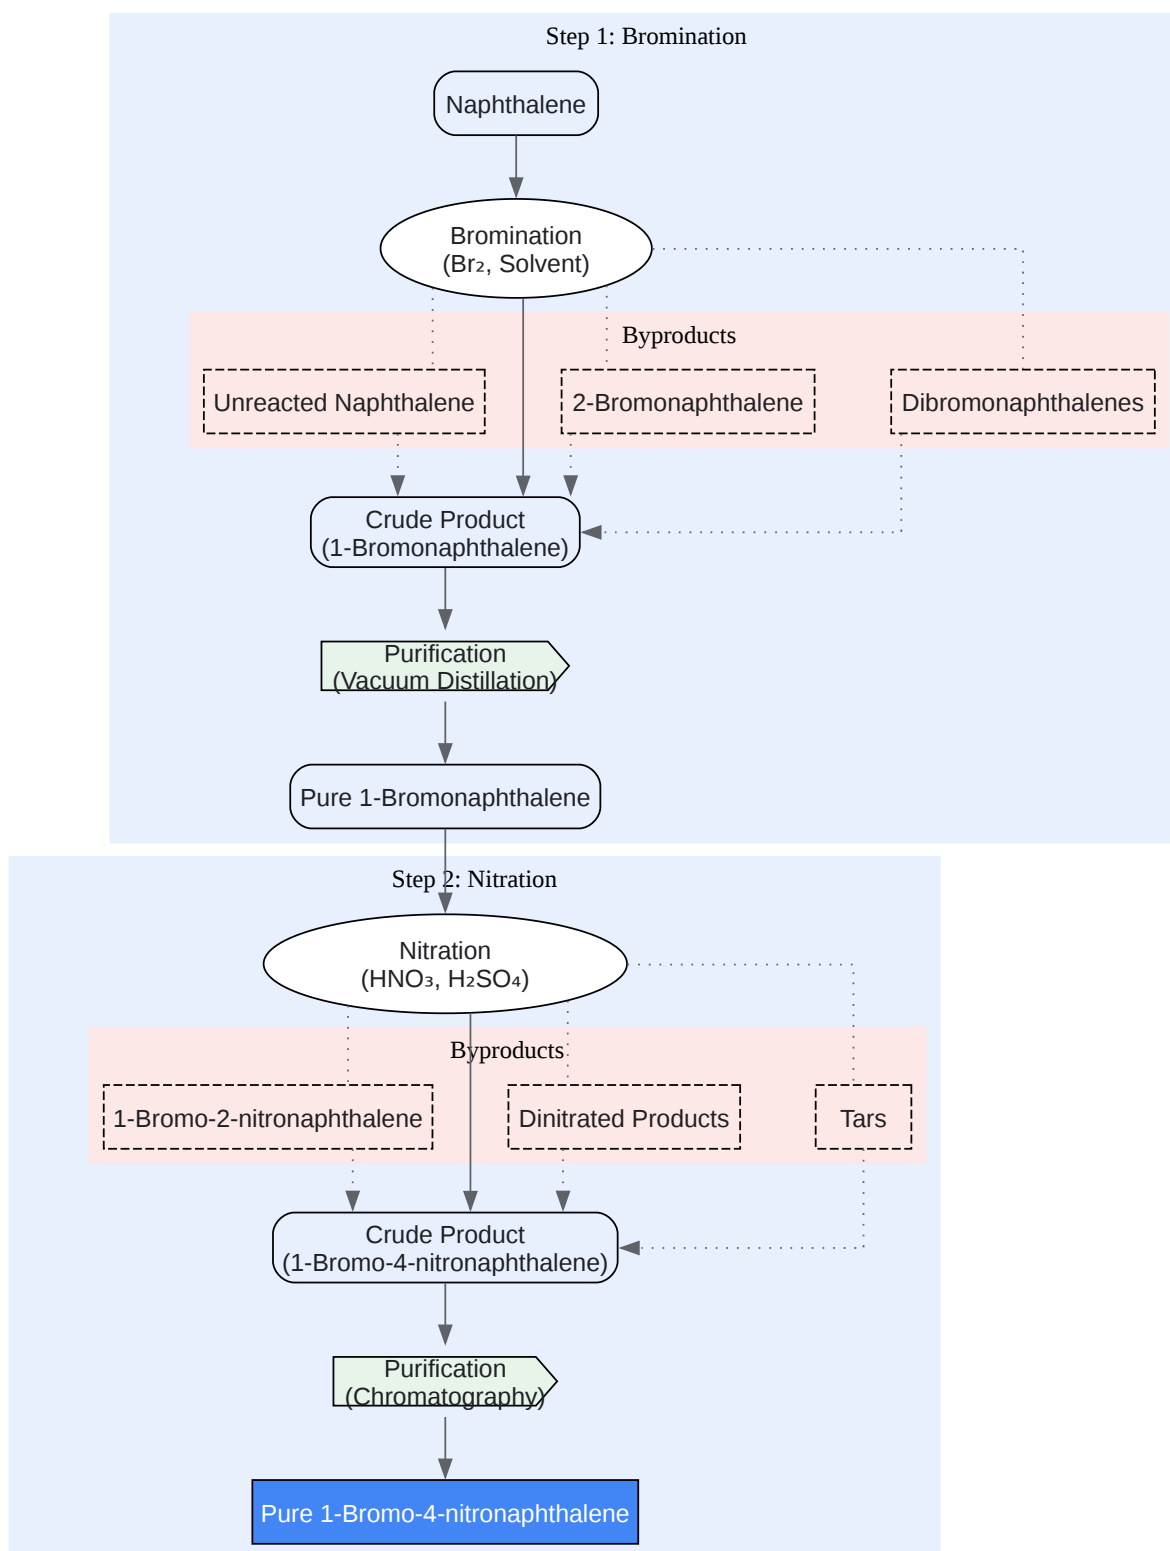 Step 1: Bromination
Naphthalene
Bromination
(Br₂, Solvent)
Byproducts
Unreacted Naphthalene
2-Bromonaphthalene
Dibromonaphthalenes
Crude Product
(1-Bromonaphthalene)
Purification
(Vacuum Distillation)
Pure 1-Bromonaphthalene
Step 2: Nitration
Nitration
(HNO₃, H₂SO₄)
Byproducts
1-Bromo-2-nitronaphthalene
Dinitrated Products
Tars
Crude Product
(1-Bromo-4-nitronaphthalene)
Purification
(Chromatography)
Pure 1-Bromo-4-nitronaphthalene